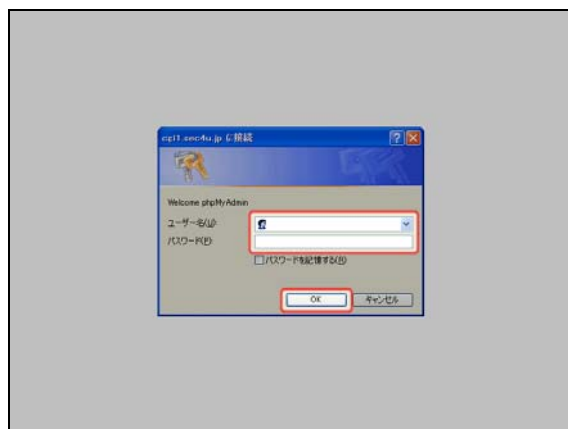 cgi1.sec4u.jp に接続
Welcome phpMyAdmin
ユーザー名(U):
パスワード(P):
パスワードを記憶する(R)
OK
キャンセル